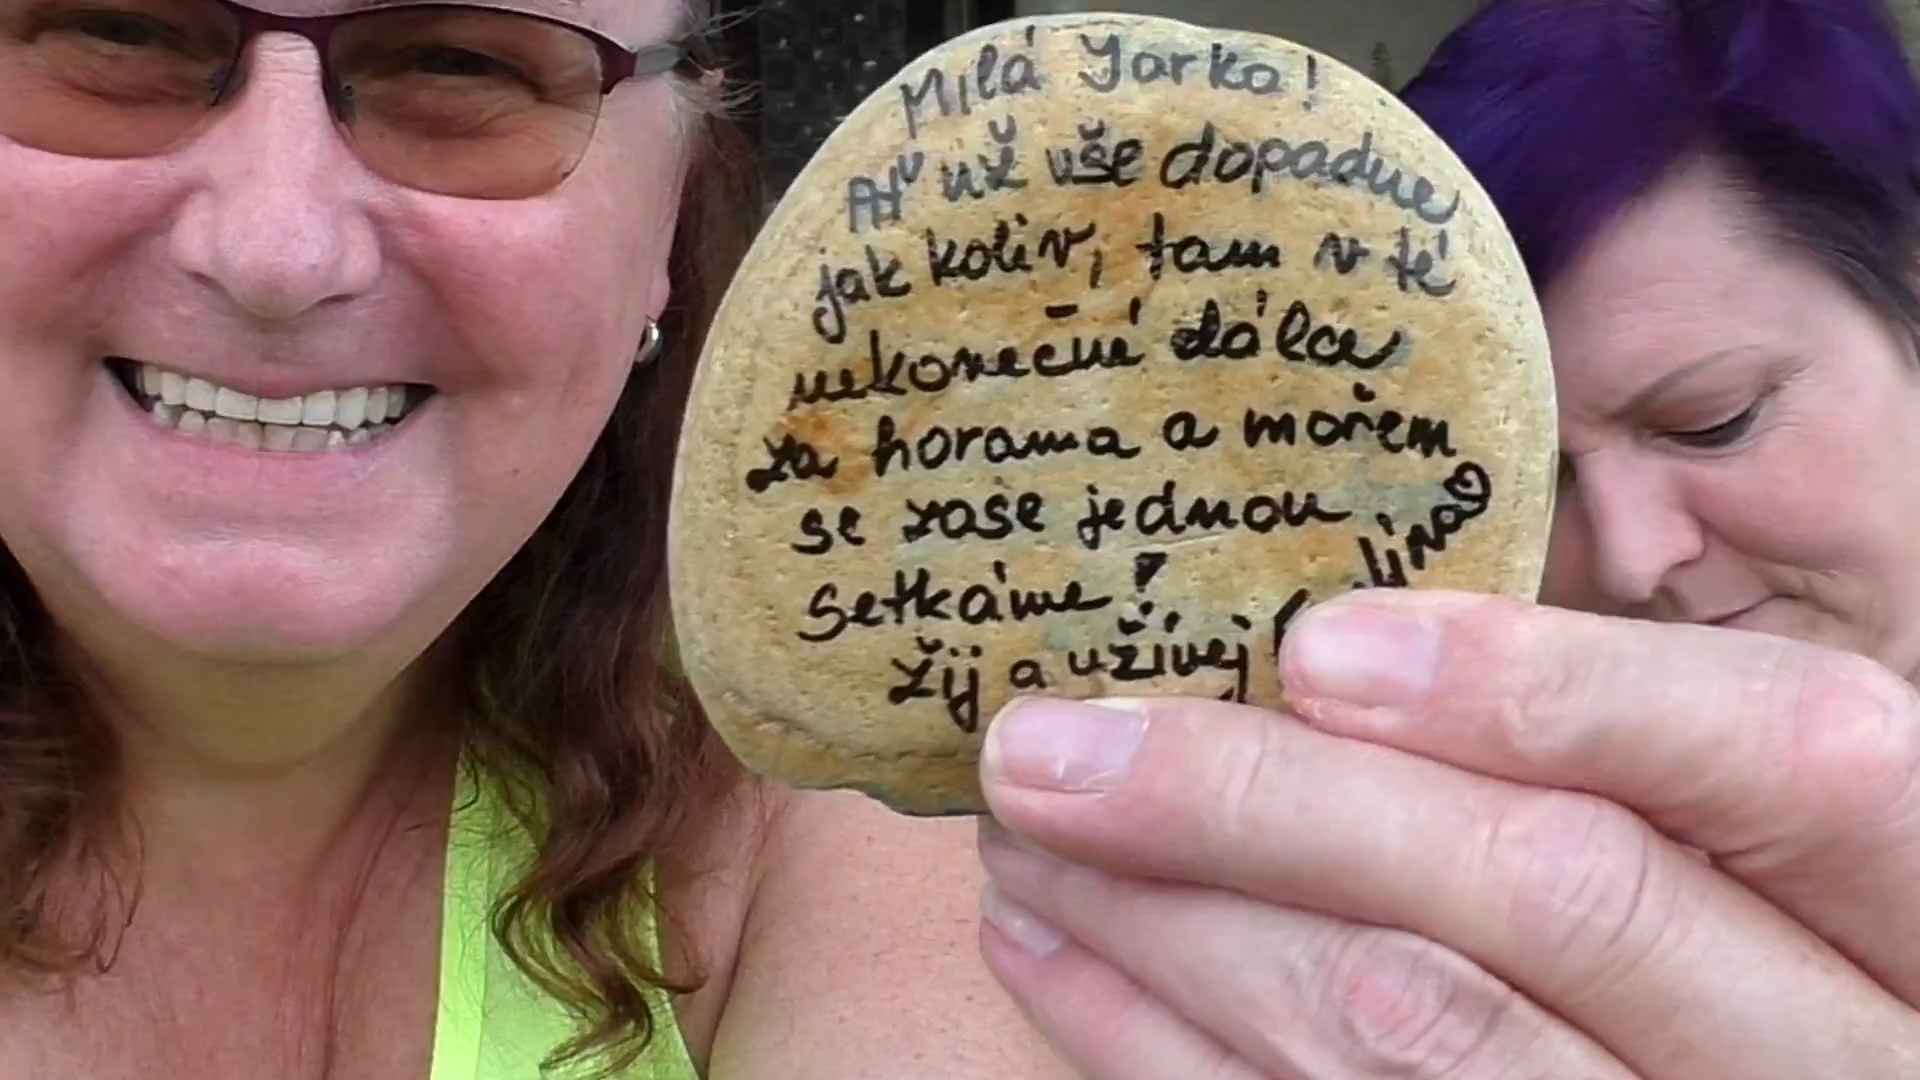 Milá Jarko!
Ať už vše dopadne
jak koliv, tam v té
nekonečné dálce
za horama a mořem
se zase jednou
Setkáme!
Žij a užívej
Jiřina